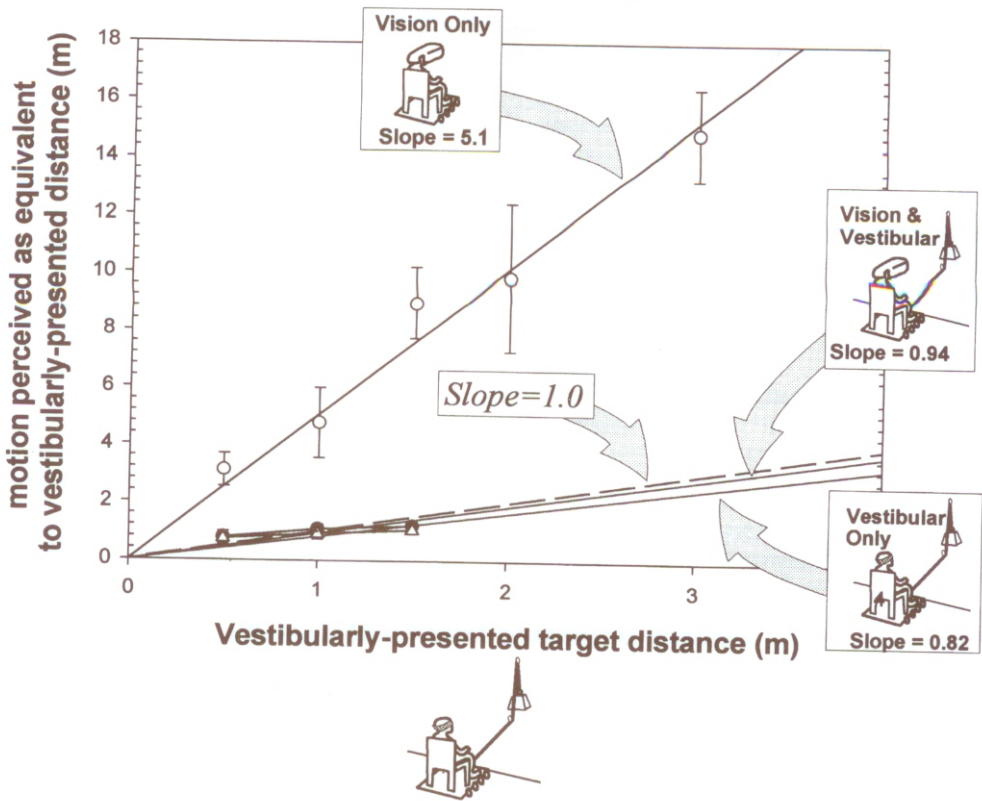 motion perceived as equivalent
to vestibularly-presented distance (m)
18
16
14
12
10
8
6
4
2
0
Vision Only
Slope = 5.1
Vision &
Vestibular
Slope = 0.94
Slope=1.0
Vestibular
Only
Slope = 0.82
0
1
2
3
Vestibularly-presented target distance (m)